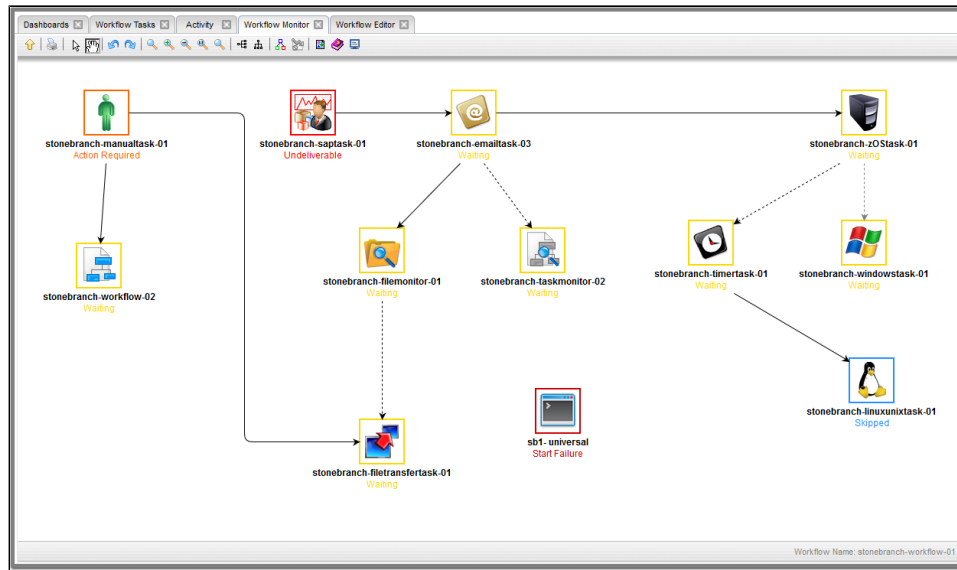 Dashboards
Workflow Tasks
Activity
Workflow Monitor
Workflow Editor
stonebranch-manualtask-01
Action Required
stonebranch-saptask-01
Undeliverable
stonebranch-emailtask-03
Waiting
stonebranch-zOStask-01
Waiting
stonebranch-workflow-02
Waiting
stonebranch-filemonitor-01
Waiting
stonebranch-taskmonitor-02
Waiting
stonebranch-timertask-01
Waiting
stonebranch-windowstask-01
Waiting
stonebranch-linuxunixtask-01
Skipped
sb1- universal
Start Failure
stonebranch-filetransfertask-01
Waiting
Workflow Name: stonebranch-workflow-01